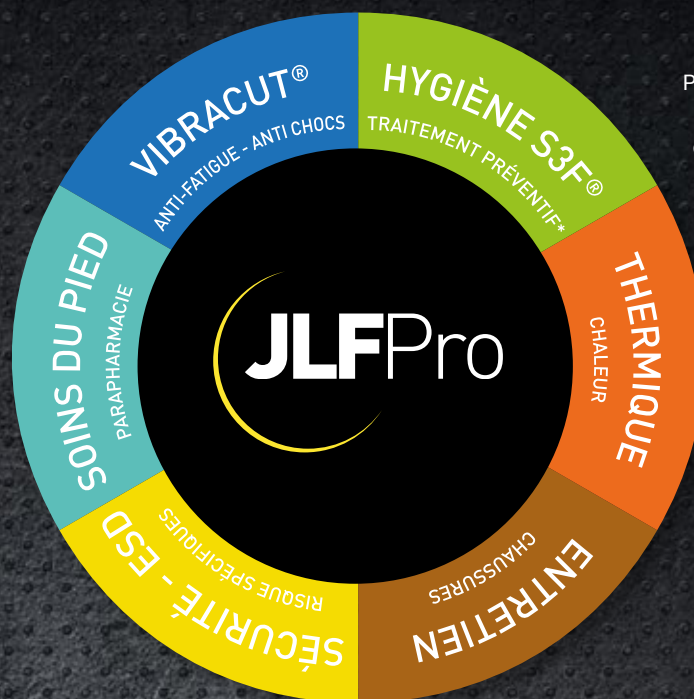 VIBRACUT®
ANTI-FATIGUE - ANTI CHOCS
HYGIÈNE S3F®
TRAITEMENT PRÉVENTIF*
THERMIQUE
CHALEUR
ENTRETIEN
CHAUSSURES
SÉCURITÉ - ESD
RISQUE SPÉCIFIQUES
SOINS DU PIED
PARAPHARMACIE
JLFPro
P